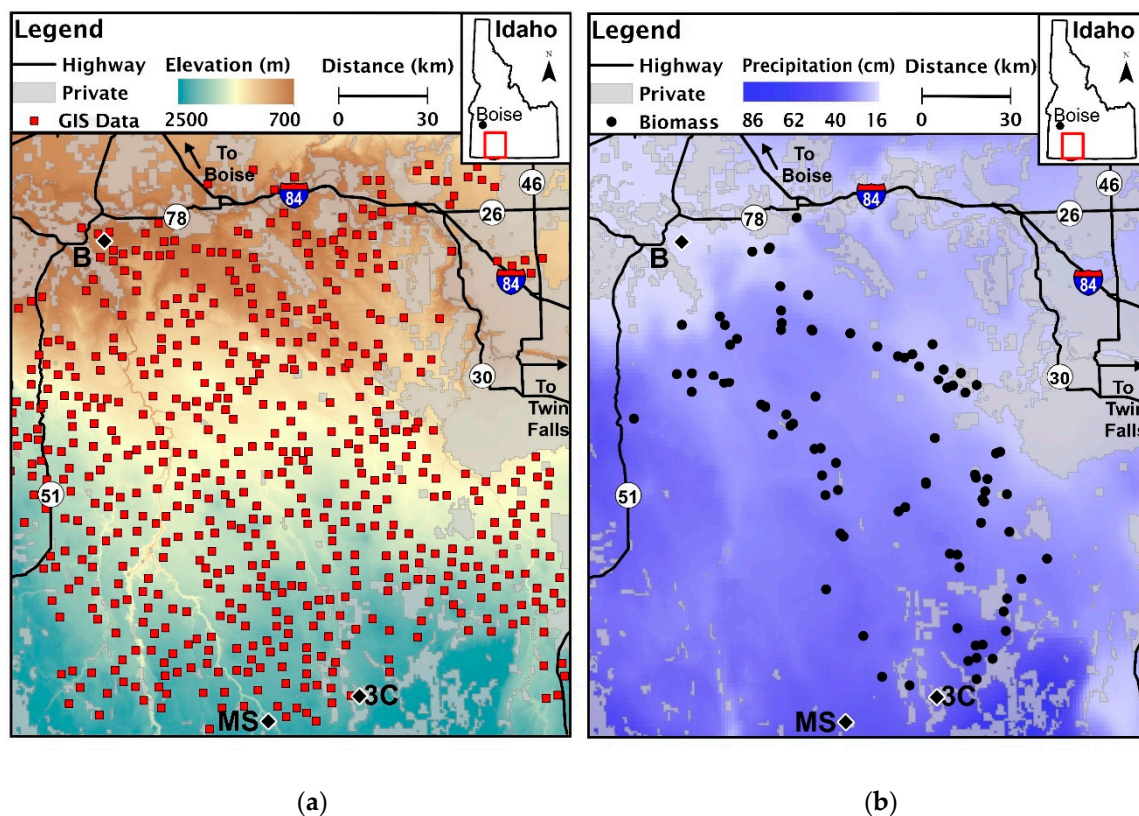 Legend
Highway
Private
GIS Data
Elevation (m)
2500 700
Distance (km)
0 30
Idaho
N
Boise
To
Boise
84
46
78
26
B
84
30
To
Twin
Falls
51
3C
MS
(a)
Legend
Highway
Private
Biomass
Precipitation (cm)
86 62 40 16
Distance (km)
0 30
Idaho
N
Boise
To
Boise
84
46
78
26
B
84
30
To
Twin
Falls
51
3C
MS
(b)